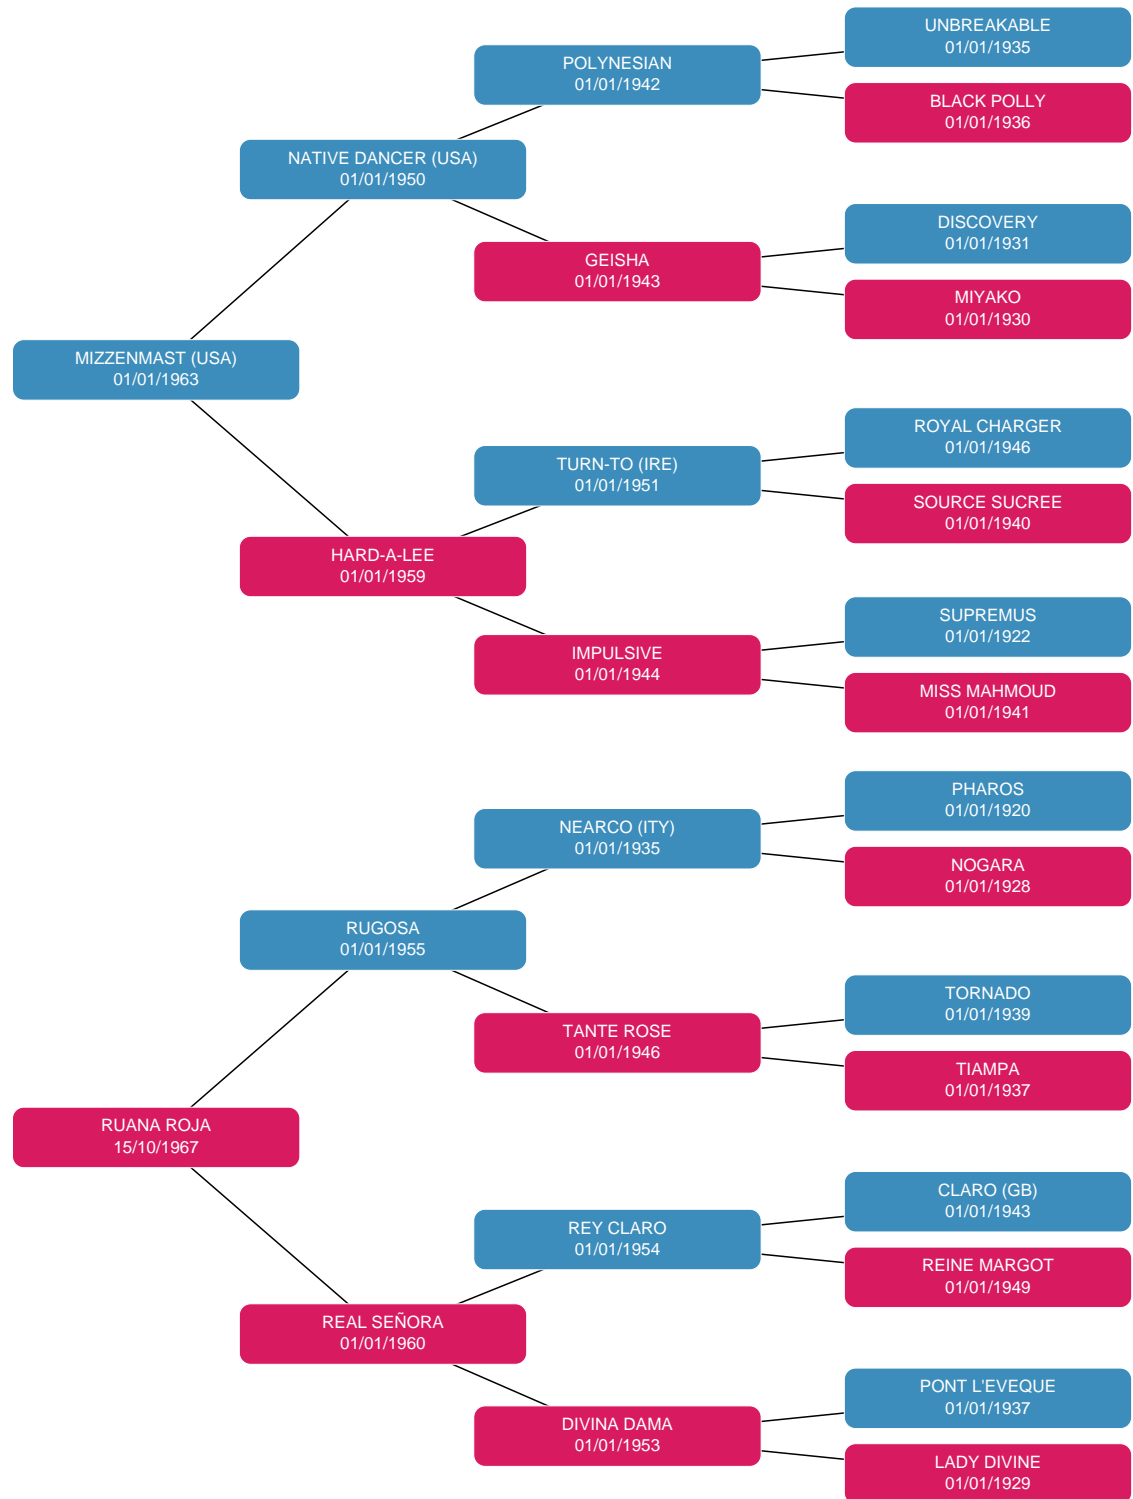 UNBREAKABLE
01/01/1935
POLYNESIAN
01/01/1942
BLACK POLLY
01/01/1936
NATIVE DANCER (USA)
01/01/1950
DISCOVERY
01/01/1931
GEISHA
01/01/1943
MIYAKO
01/01/1930
MIZZENMAST (USA)
01/01/1963
ROYAL CHARGER
01/01/1946
TURN-TO (IRE)
01/01/1951
SOURCE SUCREE
01/01/1940
HARD-A-LEE
01/01/1959
SUPREMUS
01/01/1922
IMPULSIVE
01/01/1944
MISS MAHMOUD
01/01/1941
PHAROS
01/01/1920
NEARCO (ITY)
01/01/1935
NOGARA
01/01/1928
RUGOSA
01/01/1955
TORNADO
01/01/1939
TANTE ROSE
01/01/1946
TIAMPA
01/01/1937
RUANA ROJA
15/10/1967
CLARO (GB)
01/01/1943
REY CLARO
01/01/1954
REINE MARGOT
01/01/1949
REAL SEÑORA
01/01/1960
PONT L'EVEQUE
01/01/1937
DIVINA DAMA
01/01/1953
LADY DIVINE
01/01/1929